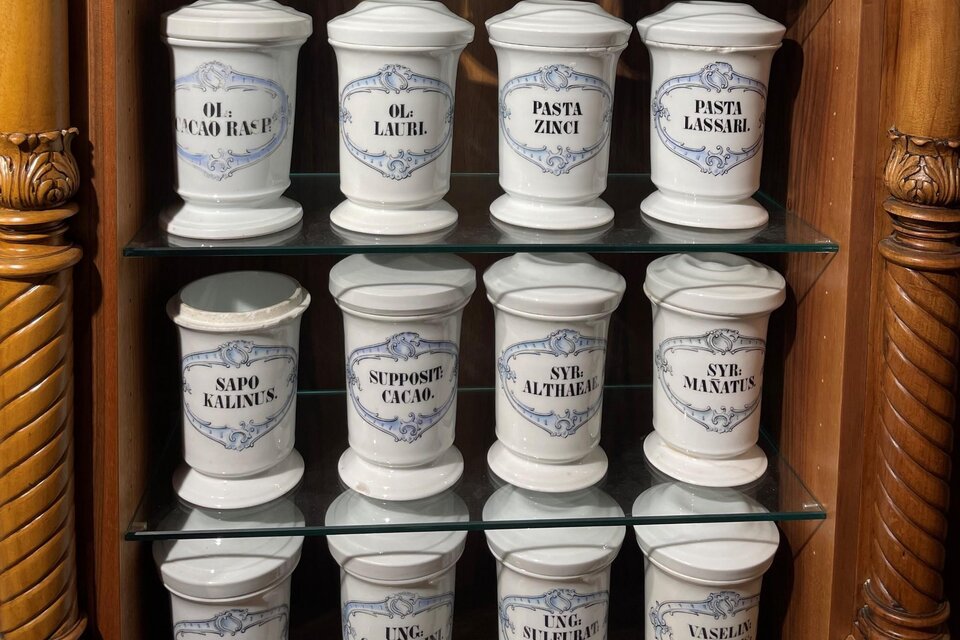 OL:
CACAO RASP.
OL:
LAURI.
PASTA
ZINCI
PASTA
LASSARI.
SAPO
KALINUS.
SUPPOSIT:
CACAO.
SYR:
ALTHAEAE.
SYR:
MAÑATUS.
UNG:
UNG:
SULFURAT:
VASELIN: